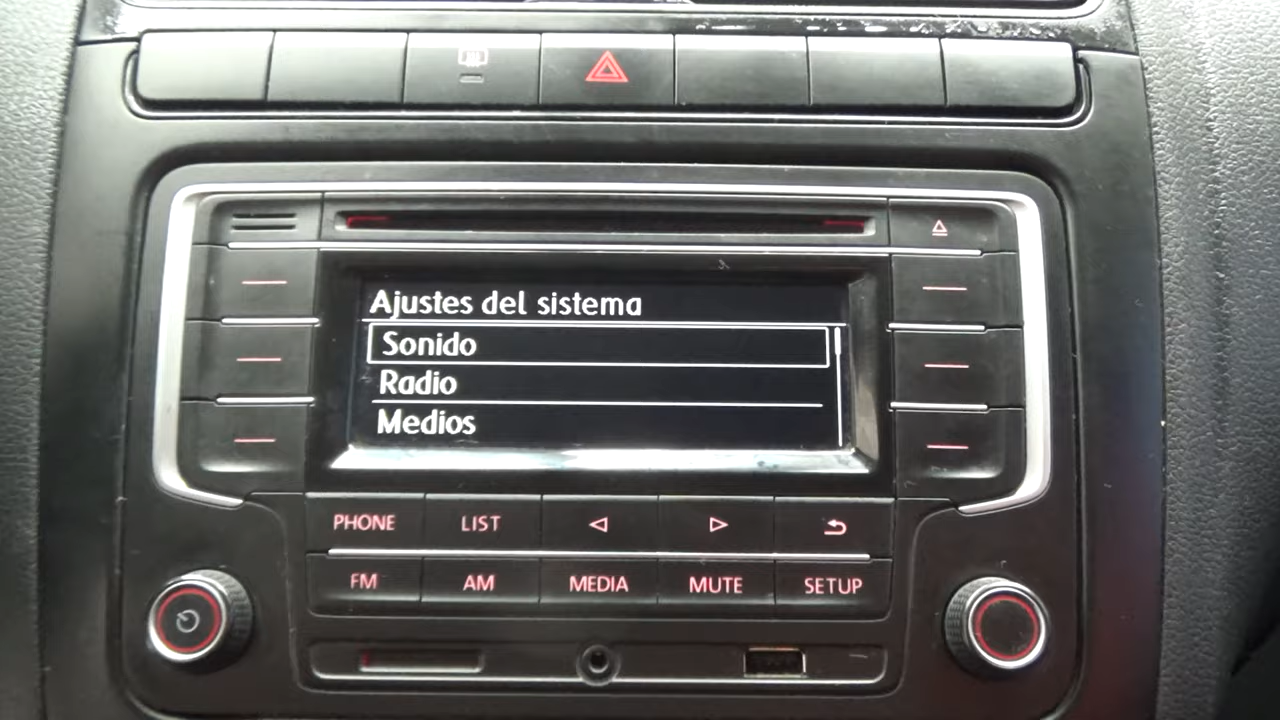 Ajustes del sistema
Sonido
Radio
Medios
PHONE LIST
FM AM MEDIA MUTE SETUP